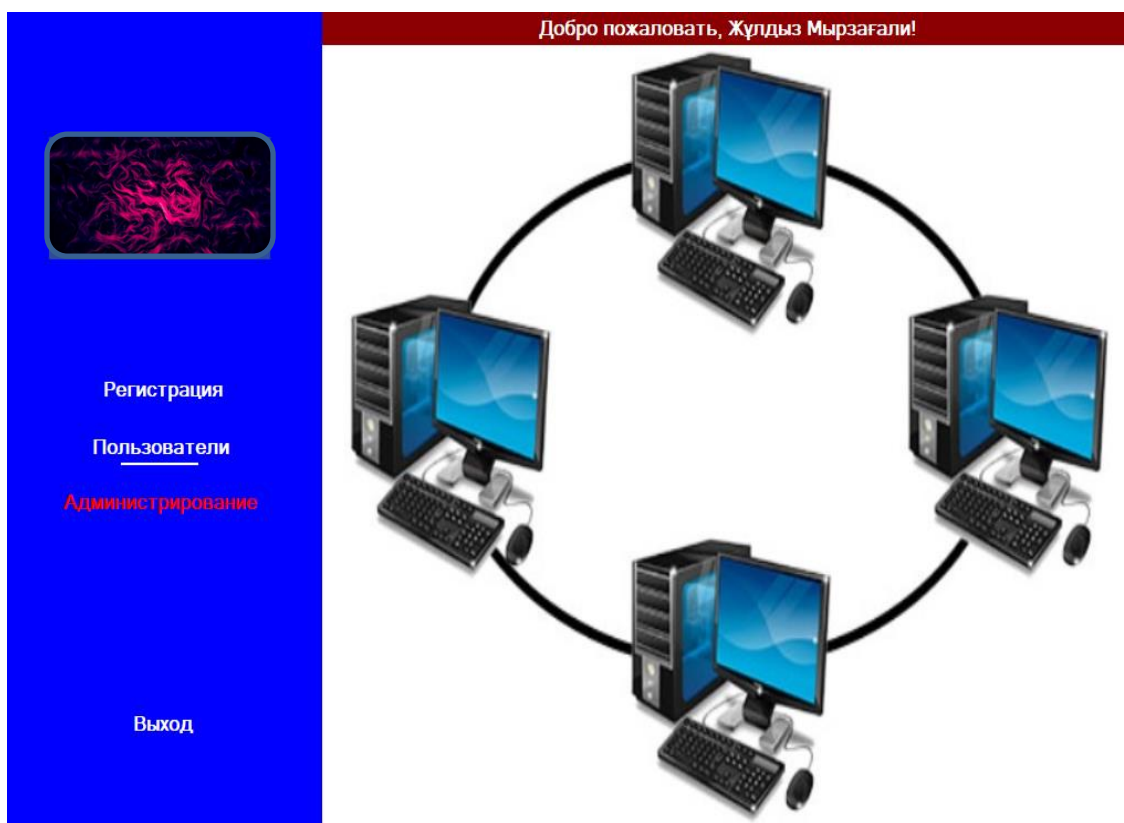 Добро пожаловать, Жұлдыз Мырзағали!
Регистрация
Пользователи
Администрирование
Выход